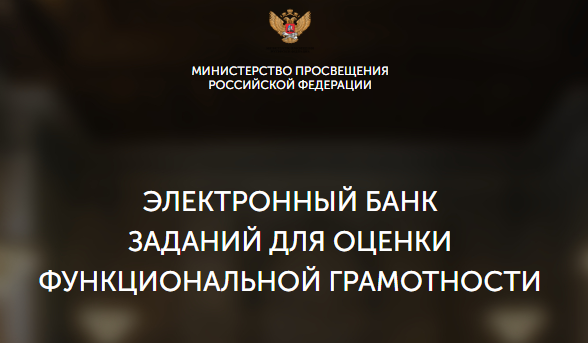 МИНИСТЕРСТВО ПРОСВЕЩЕНИЯ
РОССИЙСКОЙ ФЕДЕРАЦИИ
ЭЛЕКТРОННЫЙ БАНК
ЗАДАНИЙ ДЛЯ ОЦЕНКИ
ФУНКЦИОНАЛЬНОЙ ГРАМОТНОСТИ